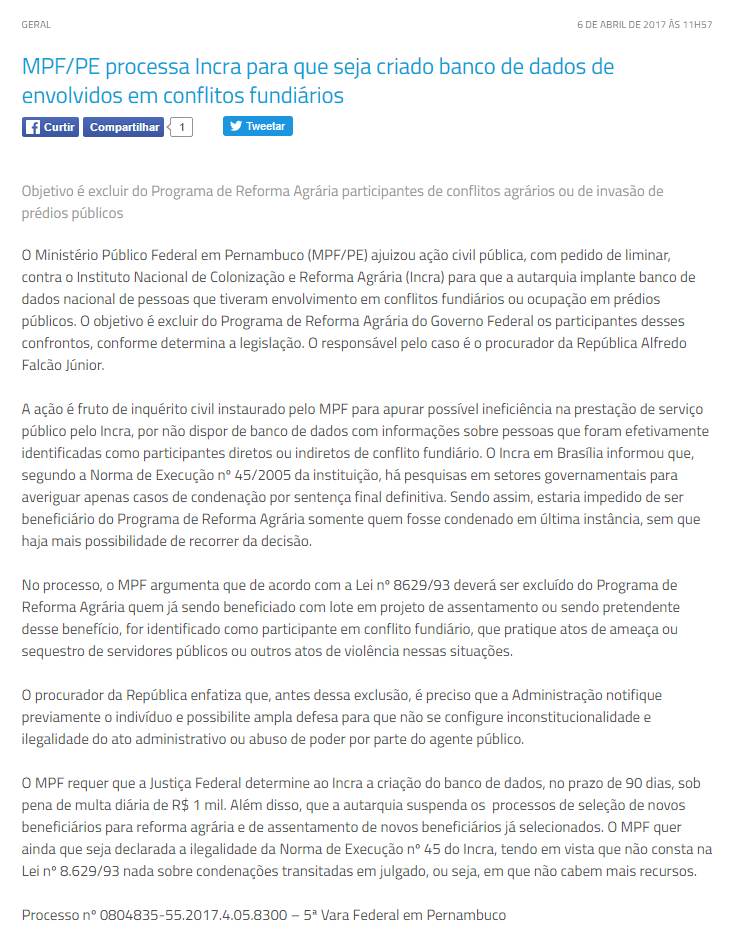 GERAL
6 DE ABRIL DE 2017 ÀS 11H57
MPF/PE processa Incra para que seja criado banco de dados de
envolvidos em conflitos fundiários
Curtir Compartilhar 1 Tweetar
Objetivo é excluir do Programa de Reforma Agrária participantes de conflitos agrários ou de invasão de
prédios públicos
O Ministério Público Federal em Pernambuco (MPF/PE) ajuizou ação civil pública, com pedido de liminar,
contra o Instituto Nacional de Colonização e Reforma Agrária (Incra) para que a autarquia implante banco de
dados nacional de pessoas que tiveram envolvimento em conflitos fundiários ou ocupação em prédios
públicos. O objetivo é excluir do Programa de Reforma Agrária do Governo Federal os participantes desses
confrontos, conforme determina a legislação. O responsável pelo caso é o procurador da República Alfredo
Falcão Júnior.
A ação é fruto de inquérito civil instaurado pelo MPF para apurar possível ineficiência na prestação de serviço
público pelo Incra, por não dispor de banco de dados com informações sobre pessoas que foram efetivamente
identificadas como participantes diretos ou indiretos de conflito fundiário. O Incra em Brasília informou que,
segundo a Norma de Execução nº 45/2005 da instituição, há pesquisas em setores governamentais para
averiguar apenas casos de condenação por sentença final definitiva. Sendo assim, estaria impedido de ser
beneficiário do Programa de Reforma Agrária somente quem fosse condenado em última instância, sem que
haja mais possibilidade de recorrer da decisão.
No processo, o MPF argumenta que de acordo com a Lei nº 8629/93 deverá ser excluído do Programa de
Reforma Agrária quem já sendo beneficiado com lote em projeto de assentamento ou sendo pretendente
desse benefício, for identificado como participante em conflito fundiário, que pratique atos de ameaça ou
sequestro de servidores públicos ou outros atos de violência nessas situações.
O procurador da República enfatiza que, antes dessa exclusão, é preciso que a Administração notifique
previamente o indivíduo e possibilite ampla defesa para que não se configure inconstitucionalidade e
ilegalidade do ato administrativo ou abuso de poder por parte do agente público.
O MPF requer que a Justiça Federal determine ao Incra a criação do banco de dados, no prazo de 90 dias, sob
pena de multa diária de R$ 1 mil. Além disso, que a autarquia suspenda os processos de seleção de novos
beneficiários para reforma agrária e de assentamento de novos beneficiários já selecionados. O MPF quer
ainda que seja declarada a ilegalidade da Norma de Execução nº 45 do Incra, tendo em vista que não consta na
Lei nº 8.629/93 nada sobre condenações transitadas em julgado, ou seja, em que não cabem mais recursos.
Processo nº 0804835-55.2017.4.05.8300 – 5ª Vara Federal em Pernambuco